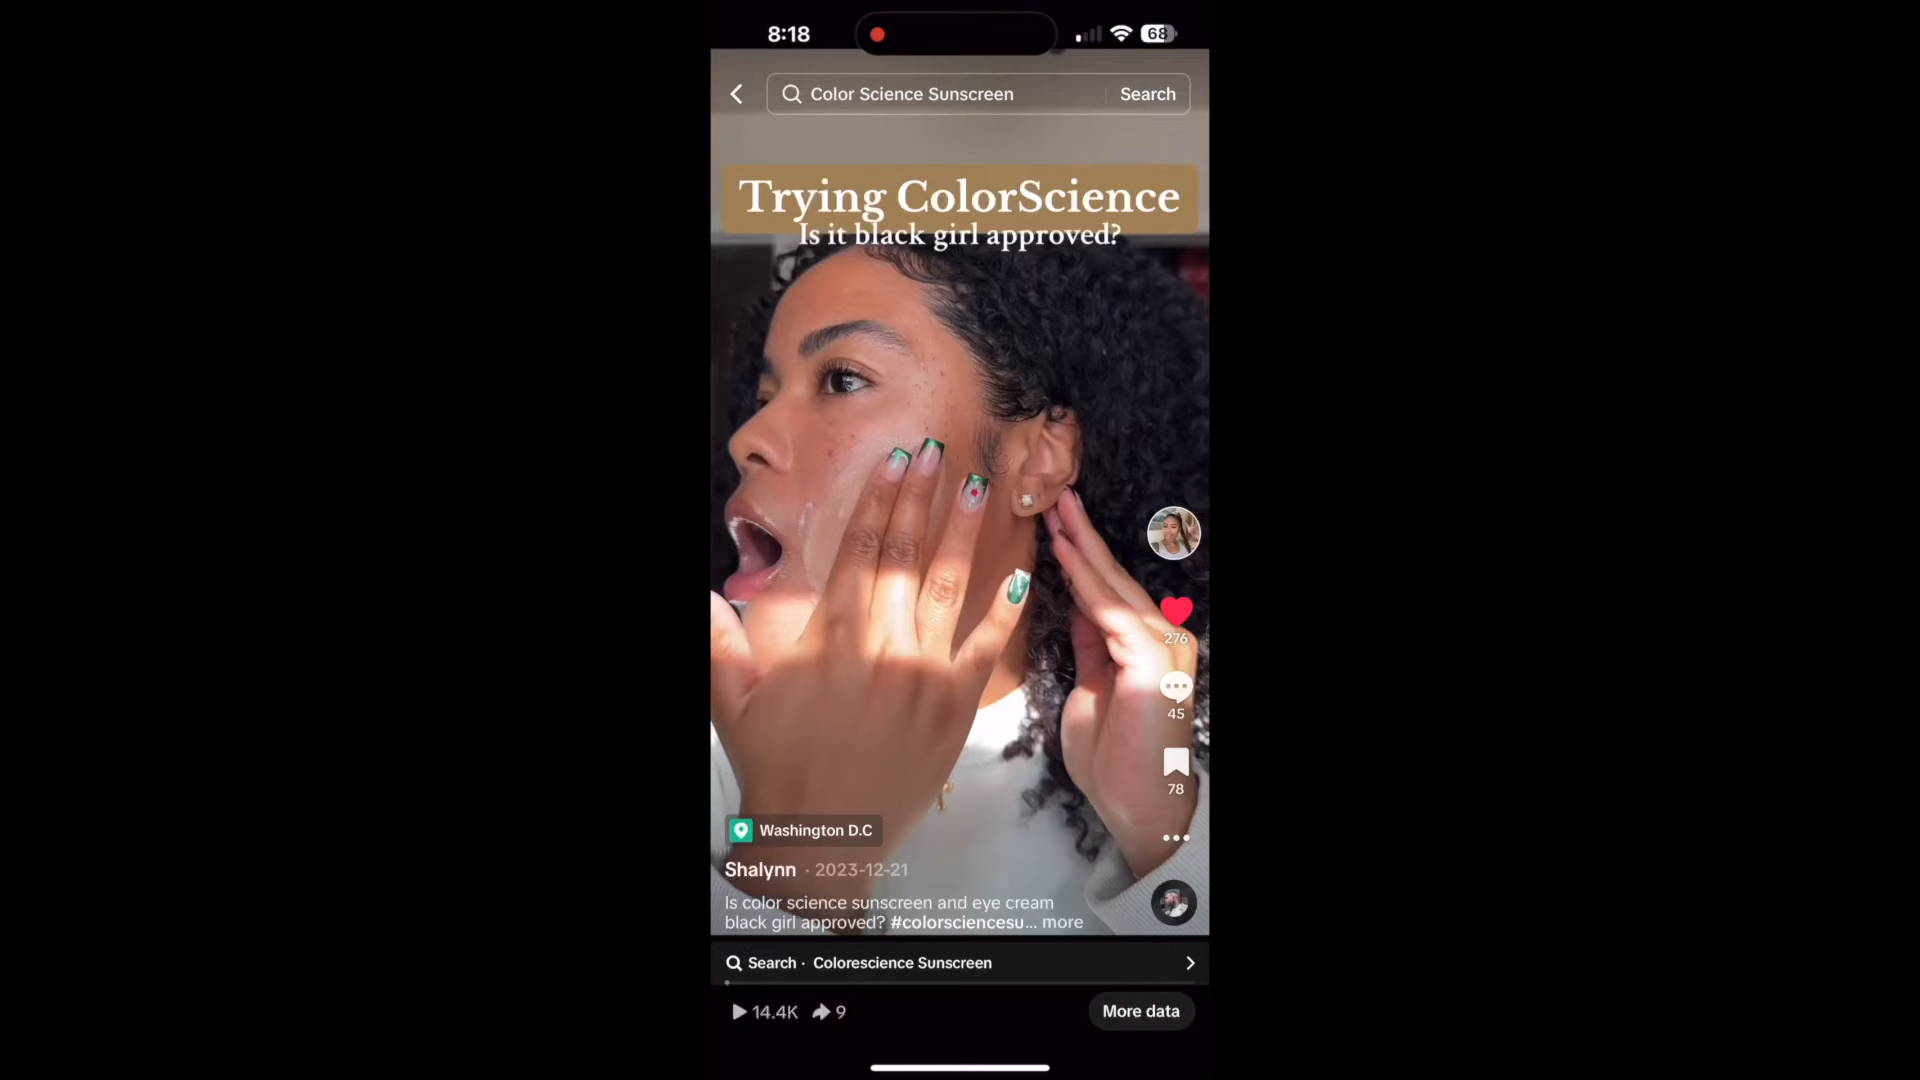 8:18
68
Color Science Sunscreen
Search
Trying ColorScience
Is it black girl approved?
276
45
78
Washington D.C
Shalynn · 2023-12-21
Is color science sunscreen and eye cream
black girl approved? #colorsciencesu... more
Search · Colorescience Sunscreen
14.4K
9
More data